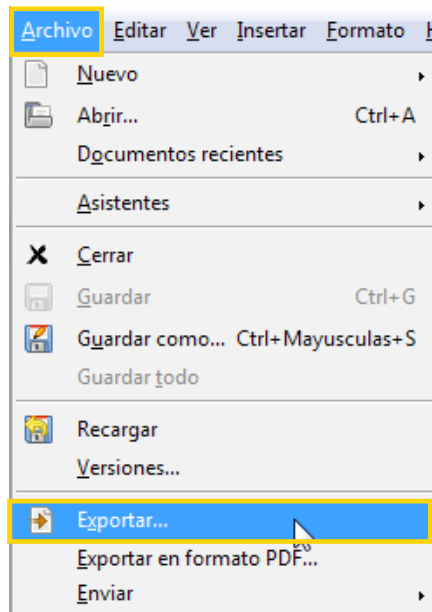 Archivo Editar Ver Insertar Formato
Nuevo
Abrir... Ctrl+A
Documentos recientes
Asistentes
Cerrar
Guardar Ctrl+G
Guardar como... Ctrl+Mayusculas+S
Guardar todo
Recargar
Versiones...
Exportar...
Exportar en formato PDF...
Enviar